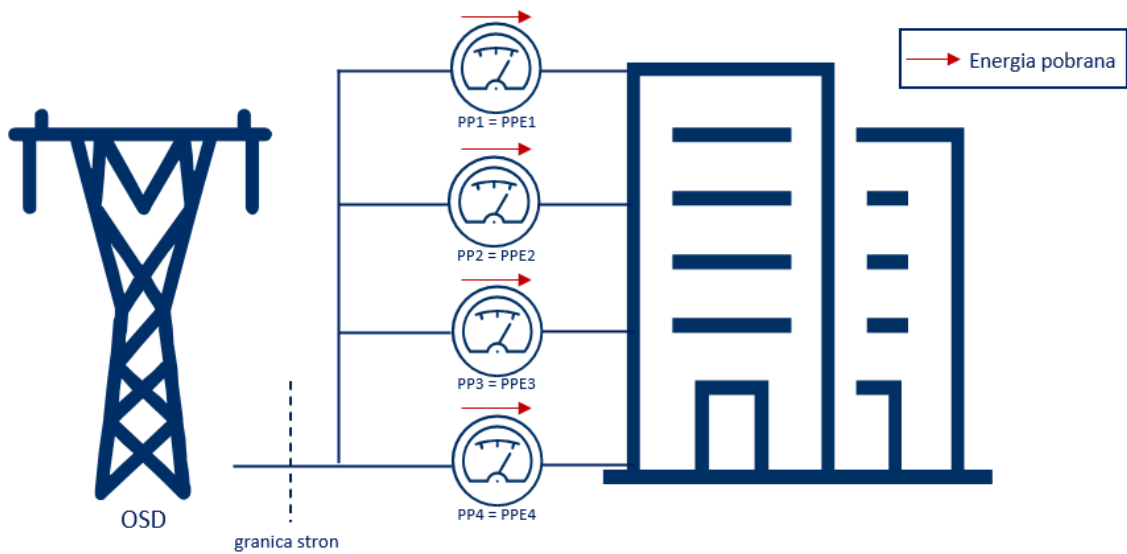 Energia pobrana
PP1 = PPE1
PP2 = PPE2
PP3 = PPE3
PP4 = PPE4
OSD
granica stron